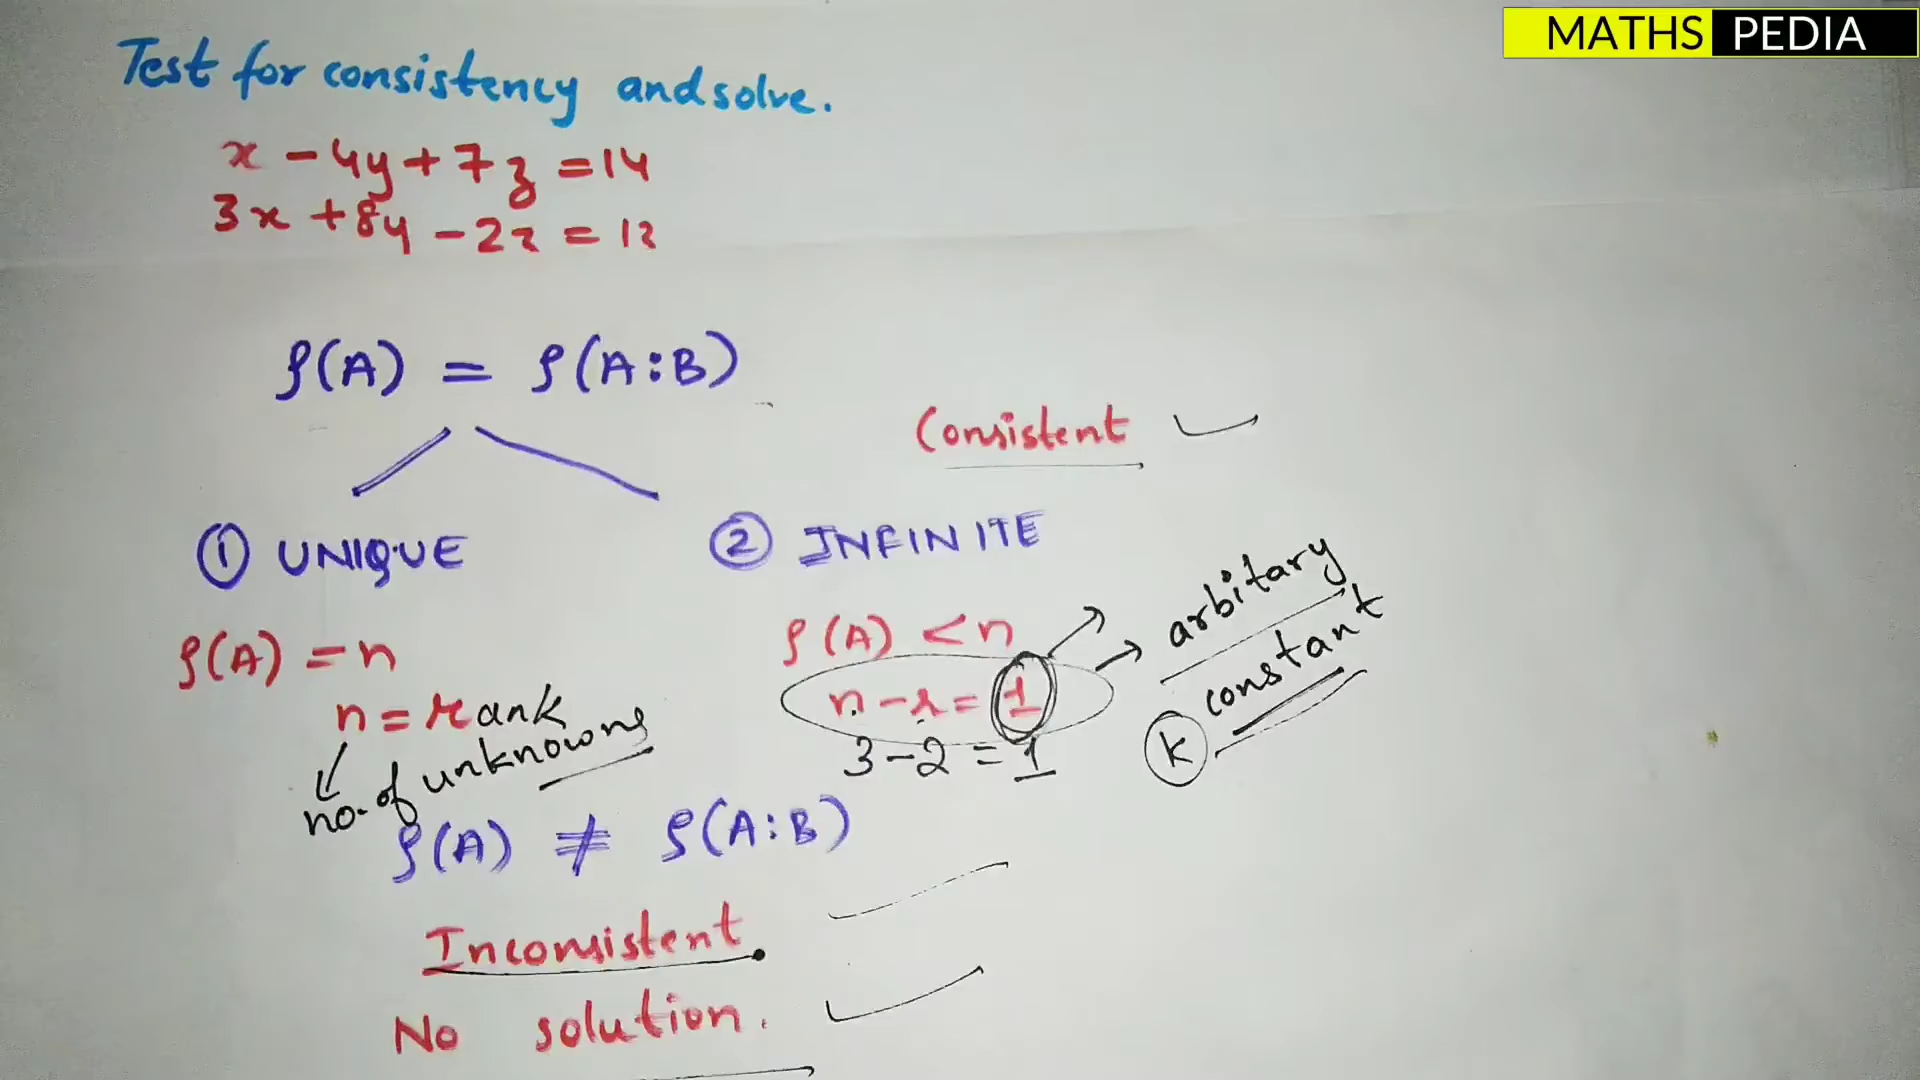 MATHS PEDIA
Test for consistency and solve.
x - 4y + 7z = 14
3x + 8y - 2z = 12
ρ(A) = ρ(A:B)
Consistent
① UNIQUE
② INFINITE
ρ(A) = n
n = rank
no. of unknowns
ρ(A) < n
n - r = 1
3 - 2 = 1
arbitary
constant
k
ρ(A) ≠ ρ(A:B)
Inconsistent.
No solution.